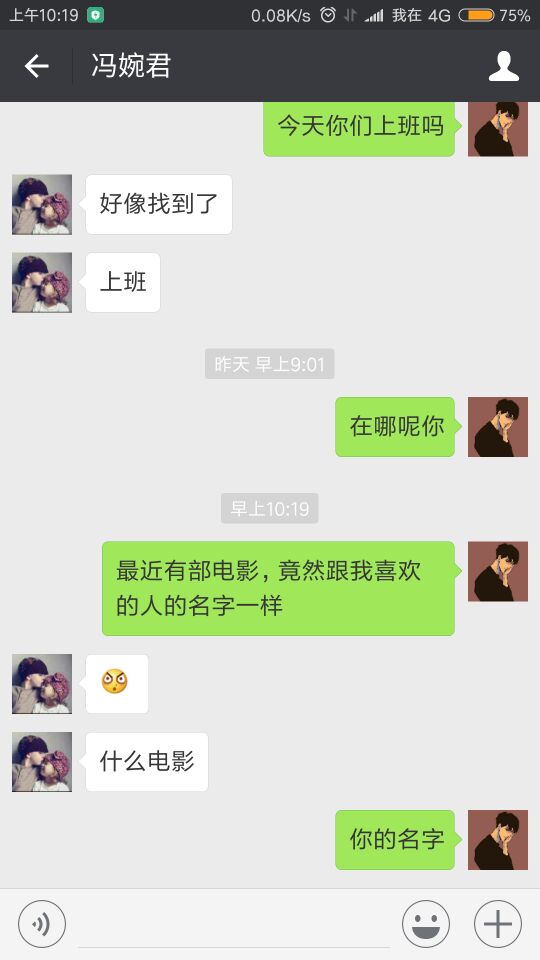 上午10:19
0.08K/s
我在 4G
75%
冯婉君
今天你们上班吗
好像找到了
上班
昨天 早上9:01
在哪呢你
早上10:19
最近有部电影，竟然跟我喜欢
的人的名字一样
什么电影
你的名字